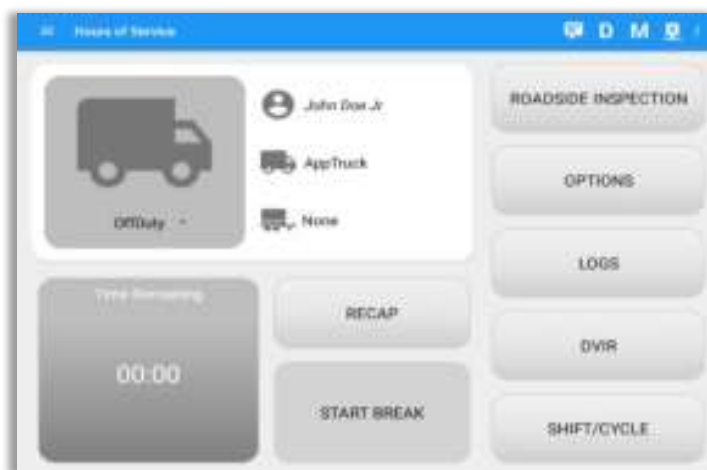 Hours of Service
D M
John Doe Jr
AppTruck
None
OffDuty
Time Remaining
00:00
RECAP
START BREAK
ROADSIDE INSPECTION
OPTIONS
LOGS
DVIR
SHIFT/CYCLE